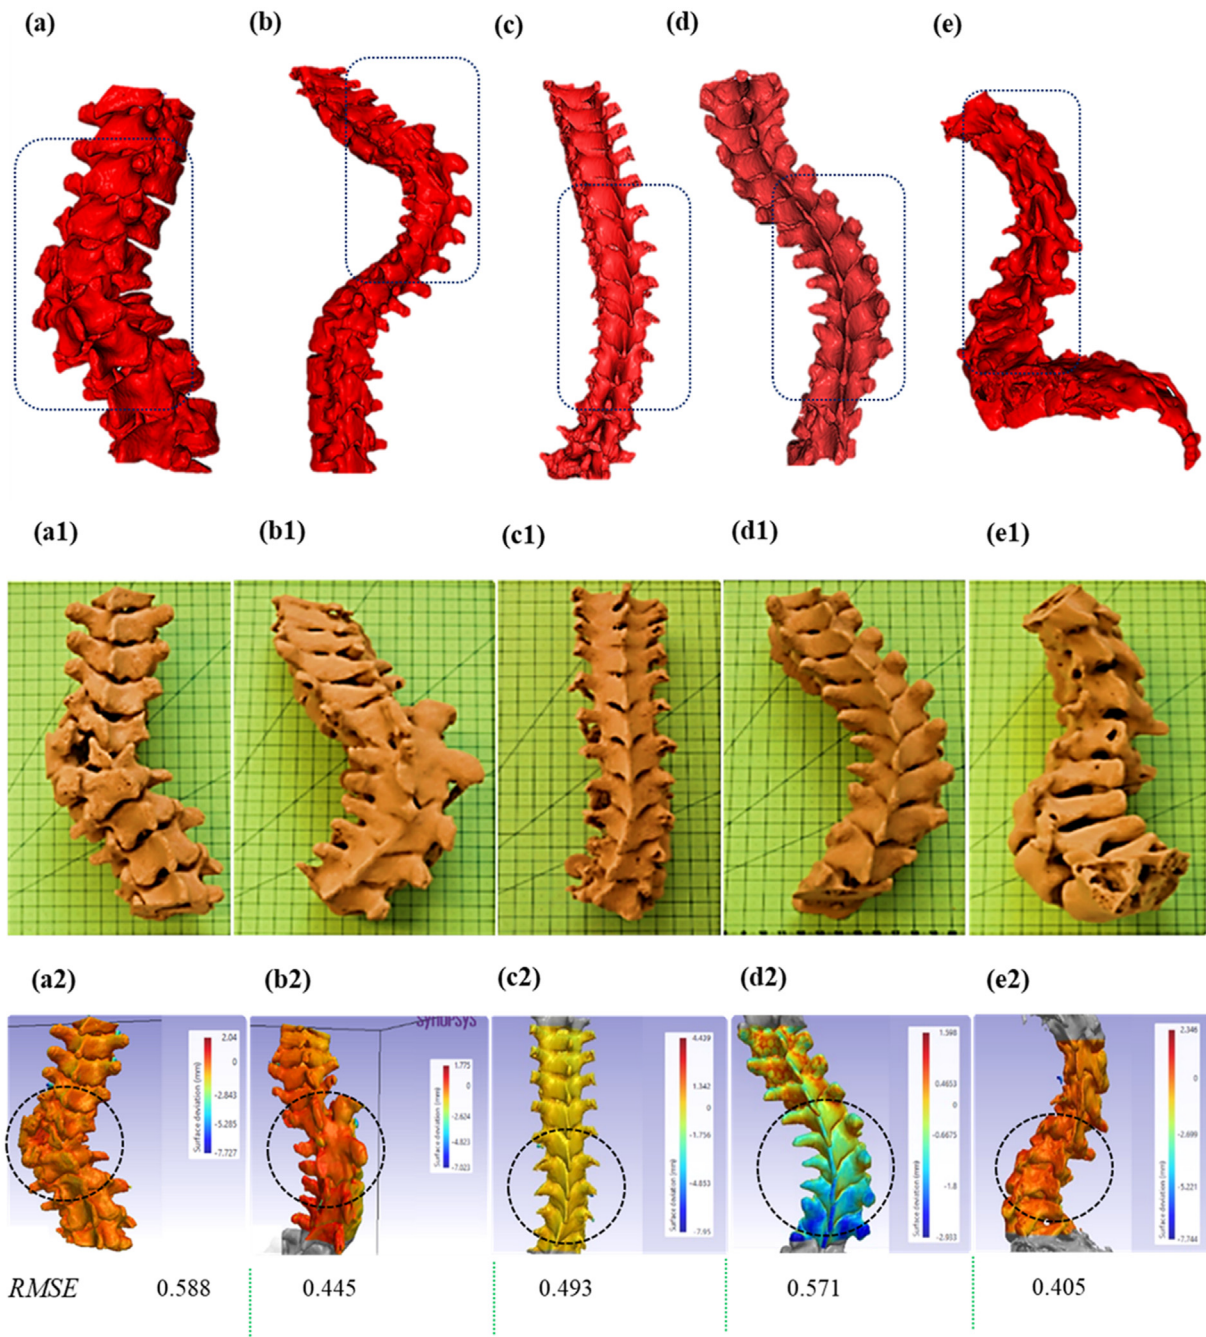 (a) (b) (c) (d) (e)
(a1) (b1) (c1) (d1) (e1)
(a2) (b2) (c2) (d2) (e2)
SYNOPSYS
2.04
0
-2.843
-5.285
-7.727
Surface deviation (mm)
1.775
0
-2.624
-4.823
-7.023
Surface deviation (mm)
4.439
1.342
0
-1.756
-4.853
-7.95
Surface deviation (mm)
1.598
0.4653
0
-0.6675
-1.8
-2.933
Surface deviation (mm)
2.346
0
-2.699
-5.221
-7.744
Surface deviation (mm)
RMSE 0.588 0.445 0.493 0.571 0.405